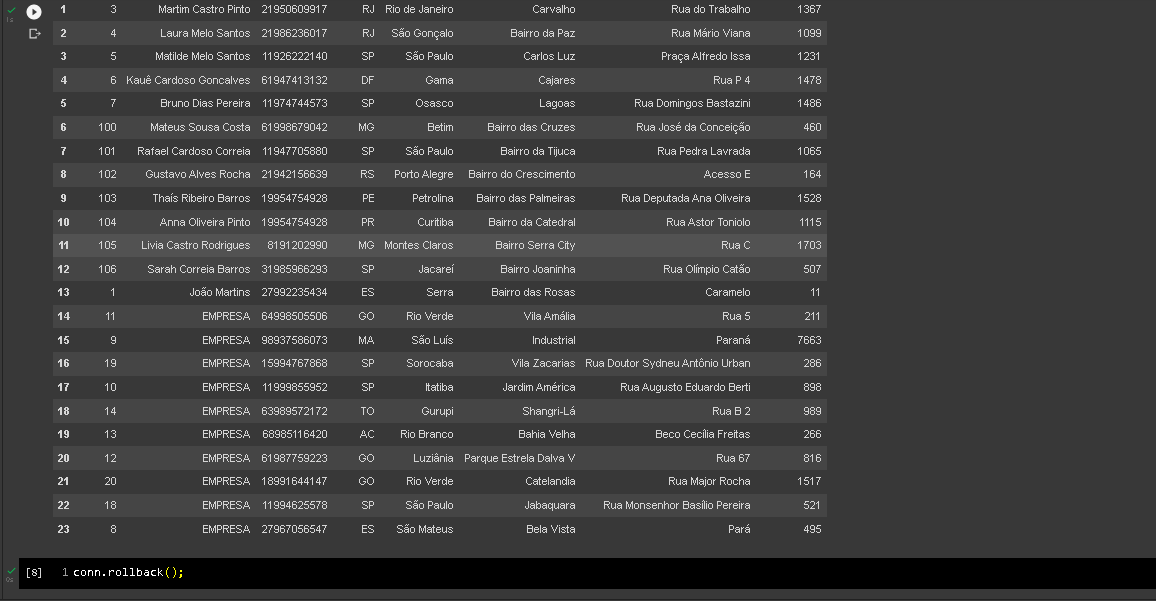 1 3 Martim Castro Pinto 21950609917 RJ Rio de Janeiro Carvalho Rua do Trabalho 1367
1s
2 4 Laura Melo Santos 21986236017 RJ São Gonçalo Bairro da Paz Rua Mário Viana 1099
3 5 Matilde Melo Santos 11926222140 SP São Paulo Carlos Luz Praça Alfredo Issa 1231
4 6 Kauê Cardoso Goncalves 61947413132 DF Gama Cajares Rua P 4 1478
5 7 Bruno Dias Pereira 11974744573 SP Osasco Lagoas Rua Domingos Bastazini 1486
6 100 Mateus Sousa Costa 61998679042 MG Betim Bairro das Cruzes Rua José da Conceição 460
7 101 Rafael Cardoso Correia 11947705880 SP São Paulo Bairro da Tijuca Rua Pedra Lavrada 1065
8 102 Gustavo Alves Rocha 21942156639 RS Porto Alegre Bairro do Crescimento Acesso E 164
9 103 Thaís Ribeiro Barros 19954754928 PE Petrolina Bairro das Palmeiras Rua Deputada Ana Oliveira 1528
10 104 Anna Oliveira Pinto 19954754928 PR Curitiba Bairro da Catedral Rua Astor Toniolo 1115
11 105 Livia Castro Rodrigues 8191202990 MG Montes Claros Bairro Serra City Rua C 1703
12 106 Sarah Correia Barros 31985966293 SP Jacareí Bairro Joaninha Rua Olímpio Catão 507
13 1 João Martins 27992235434 ES Serra Bairro das Rosas Caramelo 11
14 11 EMPRESA 64998505506 GO Rio Verde Vila Amália Rua 5 211
15 9 EMPRESA 98937586073 MA São Luís Industrial Paraná 7663
16 19 EMPRESA 15994767868 SP Sorocaba Vila Zacarias Rua Doutor Sydneu Antônio Urban 286
17 10 EMPRESA 11999855952 SP Itatiba Jardim América Rua Augusto Eduardo Berti 898
18 14 EMPRESA 63989572172 TO Gurupi Shangri-Lá Rua B 2 989
19 13 EMPRESA 68985116420 AC Rio Branco Bahia Velha Beco Cecília Freitas 266
20 12 EMPRESA 61987759223 GO Luziânia Parque Estrela Dalva V Rua 67 816
21 20 EMPRESA 18991644147 GO Rio Verde Catelandia Rua Major Rocha 1517
22 18 EMPRESA 11994625578 SP São Paulo Jabaquara Rua Monsenhor Basílio Pereira 521
23 8 EMPRESA 27967056547 ES São Mateus Bela Vista Pará 495
[8] 1 conn.rollback();
0s